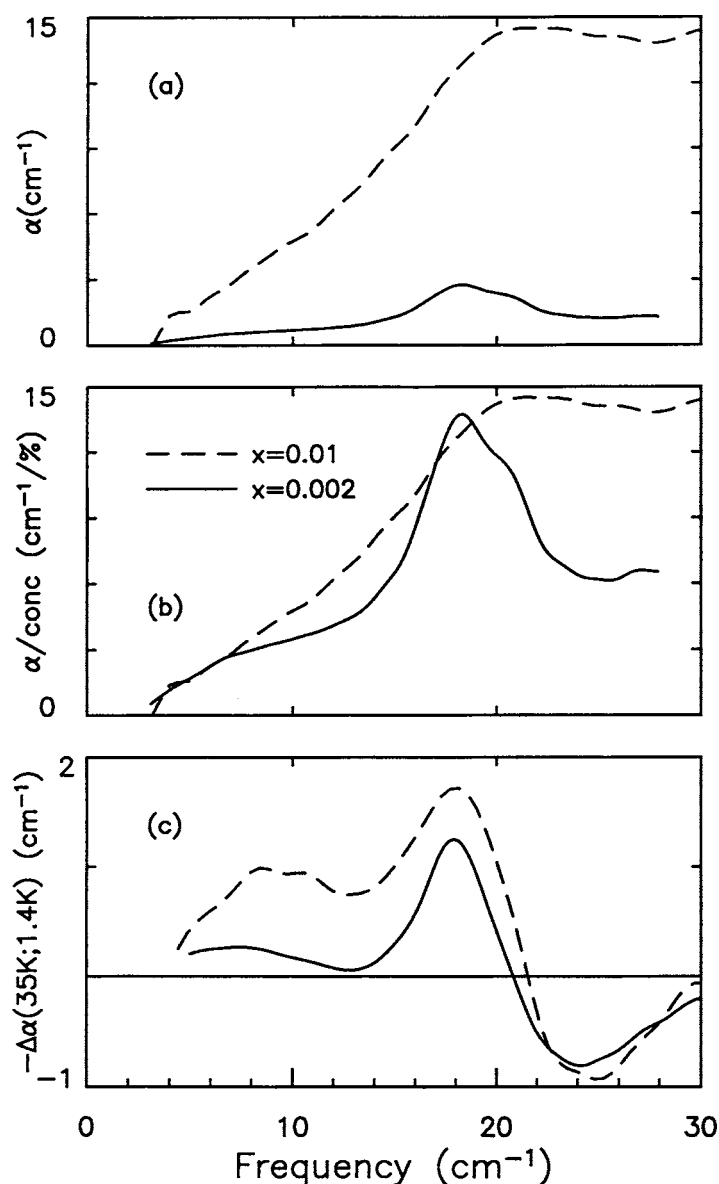 15
(a)
α(cm⁻¹)
0
15
x=0.01
x=0.002
(b)
α/conc (cm⁻¹/%)
0
2
(c)
−Δα(35K;1.4K) (cm⁻¹)
−1
0 10 20 30
Frequency (cm⁻¹)